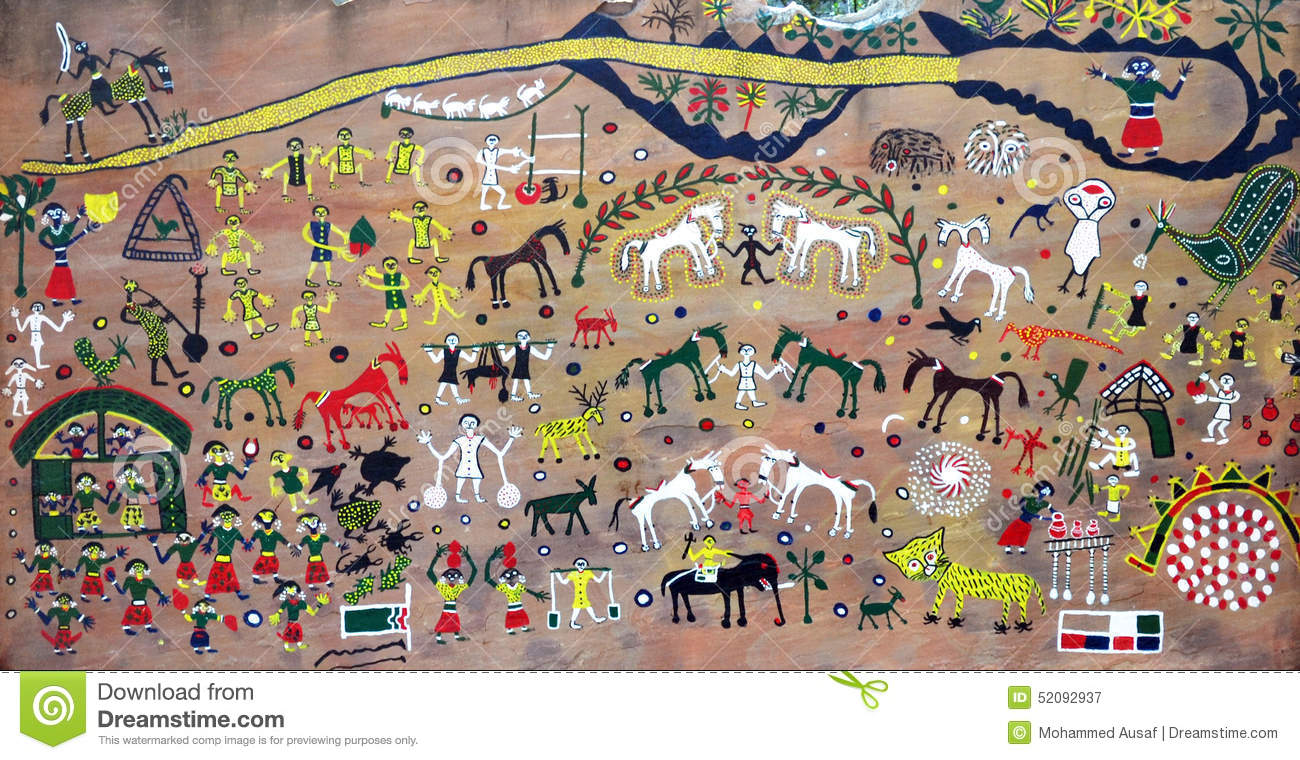 dreamstime
Download from
Dreamstime.com
This watermarked comp image is for previewing purposes only.
ID 52092937
© Mohammed Ausaf | Dreamstime.com